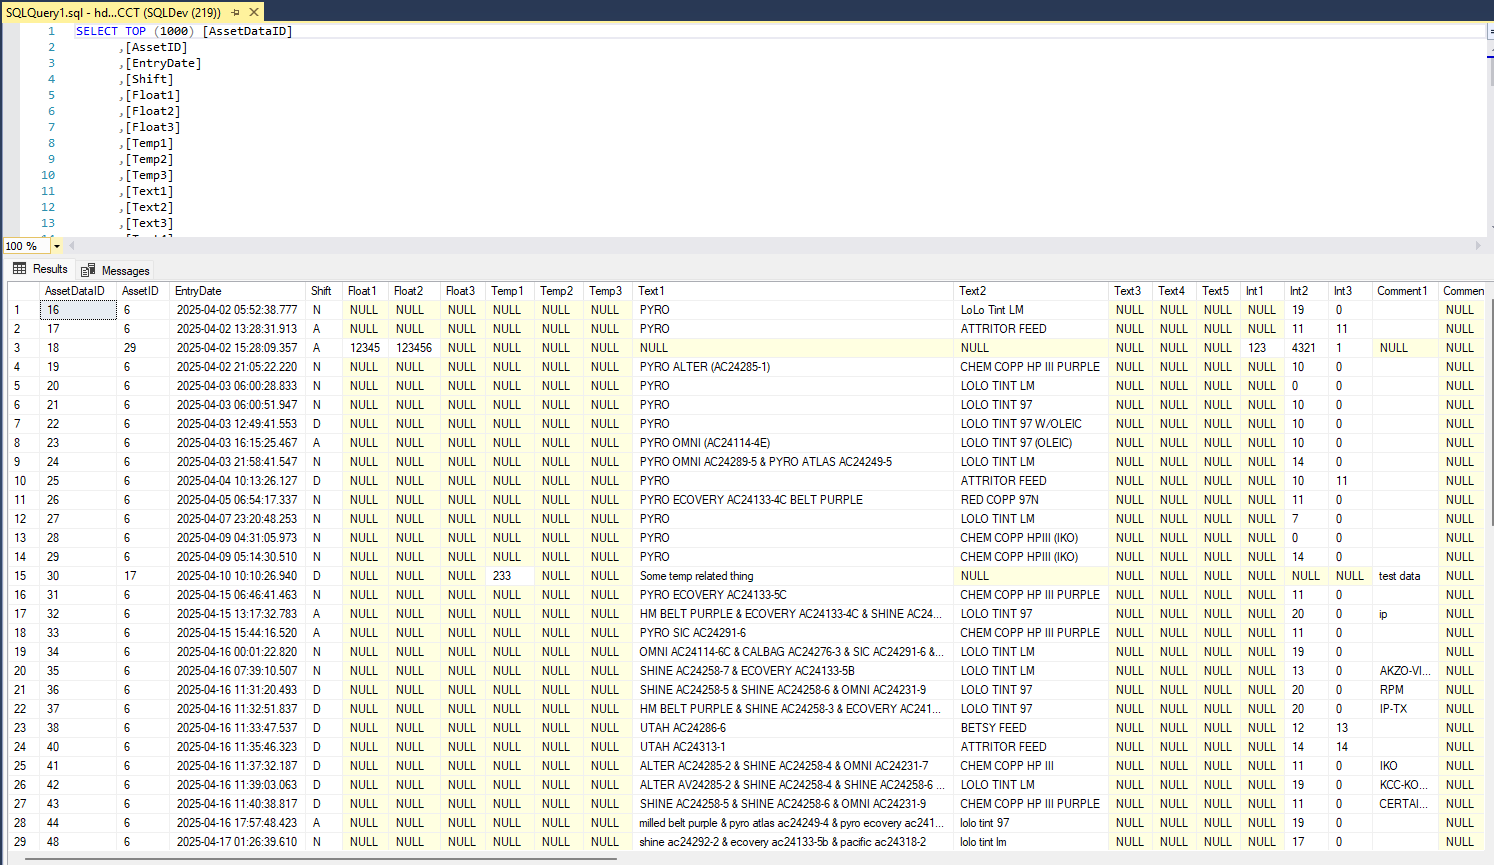 SQLQuery1.sql - hd...CCT (SQLDev (219))
1 SELECT TOP (1000) [AssetDataID]
2 ,[AssetID]
3 ,[EntryDate]
4 ,[Shift]
5 ,[Float1]
6 ,[Float2]
7 ,[Float3]
8 ,[Temp1]
9 ,[Temp2]
10 ,[Temp3]
11 ,[Text1]
12 ,[Text2]
13 ,[Text3]
100 %
Results Messages
AssetDataID AssetID EntryDate Shift Float1 Float2 Float3 Temp1 Temp2 Temp3 Text1 Text2 Text3 Text4 Text5 Int1 Int2 Int3 Comment1 Commen
1 16 6 2025-04-02 05:52:38.777 N NULL NULL NULL NULL NULL NULL PYRO LoLo Tint LM NULL NULL NULL NULL 19 0 NULL
2 17 6 2025-04-02 13:28:31.913 A NULL NULL NULL NULL NULL NULL PYRO ATTRITOR FEED NULL NULL NULL NULL 11 11 NULL
3 18 29 2025-04-02 15:28:09.357 A 12345 123456 NULL NULL NULL NULL NULL NULL NULL NULL NULL 123 4321 1 NULL NULL
4 19 6 2025-04-02 21:05:22.220 N NULL NULL NULL NULL NULL NULL PYRO ALTER (AC24285-1) CHEM COPP HP III PURPLE NULL NULL NULL NULL 10 0 NULL
5 20 6 2025-04-03 06:00:28.833 N NULL NULL NULL NULL NULL NULL PYRO LOLO TINT LM NULL NULL NULL NULL 0 0 NULL
6 21 6 2025-04-03 06:00:51.947 N NULL NULL NULL NULL NULL NULL PYRO LOLO TINT 97 NULL NULL NULL NULL 10 0 NULL
7 22 6 2025-04-03 12:49:41.553 D NULL NULL NULL NULL NULL NULL PYRO LOLO TINT 97 W/OLEIC NULL NULL NULL NULL 10 0 NULL
8 23 6 2025-04-03 16:15:25.467 A NULL NULL NULL NULL NULL NULL PYRO OMNI (AC24114-4E) LOLO TINT 97 (OLEIC) NULL NULL NULL NULL 10 0 NULL
9 24 6 2025-04-03 21:58:41.547 N NULL NULL NULL NULL NULL NULL PYRO OMNI AC24289-5 & PYRO ATLAS AC24249-5 LOLO TINT LM NULL NULL NULL NULL 14 0 NULL
10 25 6 2025-04-04 10:13:26.127 D NULL NULL NULL NULL NULL NULL PYRO ATTRITOR FEED NULL NULL NULL NULL 10 11 NULL
11 26 6 2025-04-05 06:54:17.337 N NULL NULL NULL NULL NULL NULL PYRO ECOVERY AC24133-4C BELT PURPLE RED COPP 97N NULL NULL NULL NULL 11 0 NULL
12 27 6 2025-04-07 23:20:48.253 N NULL NULL NULL NULL NULL NULL PYRO LOLO TINT LM NULL NULL NULL NULL 7 0 NULL
13 28 6 2025-04-09 04:31:05.973 N NULL NULL NULL NULL NULL NULL PYRO CHEM COPP HPIII (IKO) NULL NULL NULL NULL 0 0 NULL
14 29 6 2025-04-09 05:14:30.510 N NULL NULL NULL NULL NULL NULL PYRO CHEM COPP HPIII (IKO) NULL NULL NULL NULL 14 0 NULL
15 30 17 2025-04-10 10:10:26.940 D NULL NULL NULL 233 NULL NULL Some temp related thing NULL NULL NULL NULL NULL NULL NULL test data NULL
16 31 6 2025-04-15 06:46:41.463 N NULL NULL NULL NULL NULL NULL PYRO ECOVERY AC24133-5C CHEM COPP HP III PURPLE NULL NULL NULL NULL 11 0 NULL
17 32 6 2025-04-15 13:17:32.783 A NULL NULL NULL NULL NULL NULL HM BELT PURPLE & ECOVERY AC24133-4C & SHINE AC24... LOLO TINT 97 NULL NULL NULL NULL 20 0 ip NULL
18 33 6 2025-04-15 15:44:16.520 A NULL NULL NULL NULL NULL NULL PYRO SIC AC24291-6 CHEM COPP HP III PURPLE NULL NULL NULL NULL 11 0 NULL
19 34 6 2025-04-16 00:01:22.820 N NULL NULL NULL NULL NULL NULL OMNI AC24114-6C & CALBAG AC24276-3 & SIC AC24291-6 &... LOLO TINT LM NULL NULL NULL NULL 19 0 NULL
20 35 6 2025-04-16 07:39:10.507 N NULL NULL NULL NULL NULL NULL SHINE AC24258-7 & ECOVERY AC24133-5B LOLO TINT LM NULL NULL NULL NULL 13 0 AKZO-VI... NULL
21 36 6 2025-04-16 11:31:20.493 D NULL NULL NULL NULL NULL NULL SHINE AC24258-5 & SHINE AC24258-6 & OMNI AC24231-9 LOLO TINT 97 NULL NULL NULL NULL 20 0 RPM NULL
22 37 6 2025-04-16 11:32:51.837 D NULL NULL NULL NULL NULL NULL HM BELT PURPLE & SHINE AC24258-3 & ECOVERY AC241... LOLO TINT 97 NULL NULL NULL NULL 20 0 IP-TX NULL
23 38 6 2025-04-16 11:33:47.537 D NULL NULL NULL NULL NULL NULL UTAH AC24286-6 BETSY FEED NULL NULL NULL NULL 12 13 NULL
24 40 6 2025-04-16 11:35:46.323 D NULL NULL NULL NULL NULL NULL UTAH AC24313-1 ATTRITOR FEED NULL NULL NULL NULL 14 14 NULL
25 41 6 2025-04-16 11:37:32.187 D NULL NULL NULL NULL NULL NULL ALTER AC24285-2 & SHINE AC24258-4 & OMNI AC24231-7 CHEM COPP HP III NULL NULL NULL NULL 11 0 IKO NULL
26 42 6 2025-04-16 11:39:03.063 D NULL NULL NULL NULL NULL NULL ALTER AV24285-2 & SHINE AC24258-4 & SHINE AC24258-6 ... LOLO TINT LM NULL NULL NULL NULL 19 0 KCC-KO... NULL
27 43 6 2025-04-16 11:40:38.817 D NULL NULL NULL NULL NULL NULL SHINE AC24258-5 & SHINE AC24258-6 & OMNI AC24231-9 CHEM COPP HP III PURPLE NULL NULL NULL NULL 11 0 CERTAI... NULL
28 44 6 2025-04-16 17:57:48.423 A NULL NULL NULL NULL NULL NULL milled belt purple & pyro atlas ac24249-4 & pyro ecovery ac241... lolo tint 97 NULL NULL NULL NULL 19 0 NULL
29 48 6 2025-04-17 01:26:39.610 N NULL NULL NULL NULL NULL NULL shine ac24292-2 & ecovery ac24133-5b & pacific ac24318-2 lolo tint lm NULL NULL NULL NULL 17 0 NULL